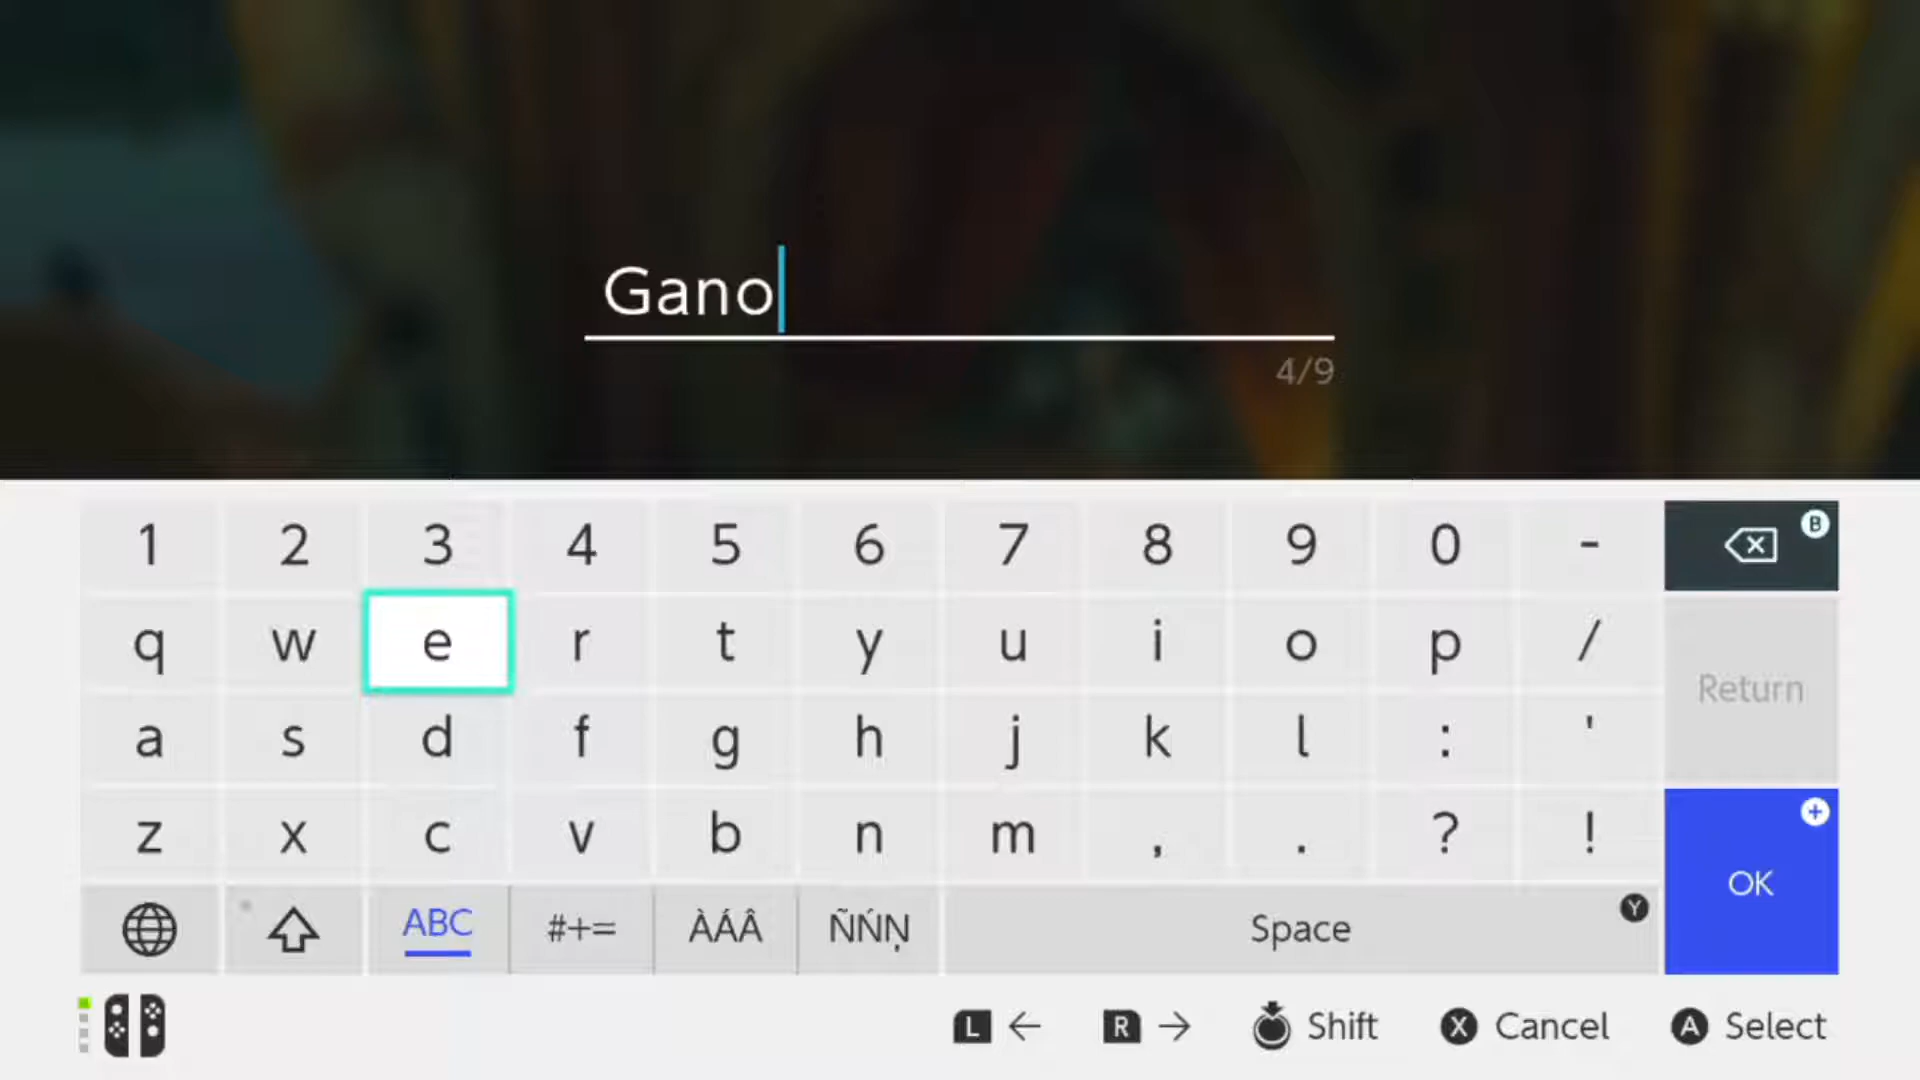 Gano
4/9
1 2 3 4 5 6 7 8 9 0 - B
q w e r t y u i o p /
Return
a s d f g h j k l : '
z x c v b n m , . ? ! +
OK
ABC #+= ÀÁÂ ÑŃŅ Space Y
L ← R → Shift X Cancel A Select